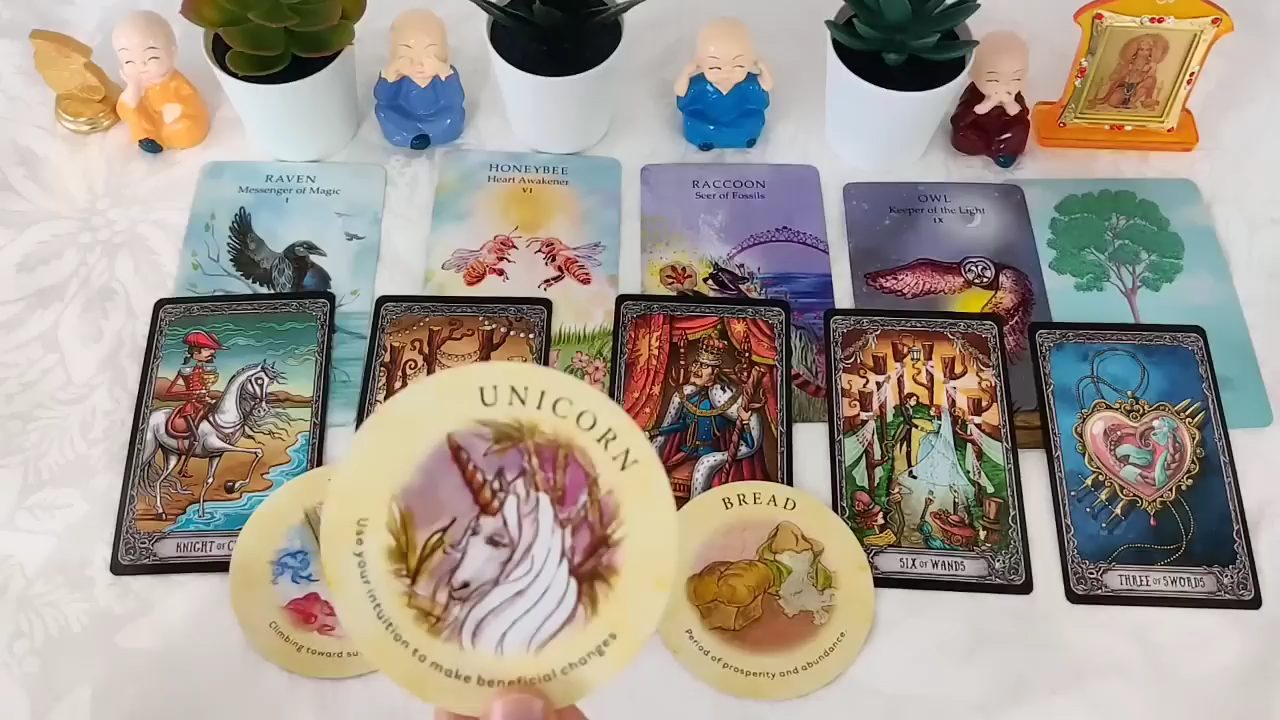 RAVEN
Messenger of Magic
I
HONEYBEE
Heart Awakener
VI
RACCOON
Seer of Fossils
OWL
Keeper of the Light
IX
KNIGHT OF
SIX OF WANDS
THREE OF SWORDS
UNICORN
Use your intuition to make beneficial changes
BREAD
Period of prosperity and abundance
Climbing toward